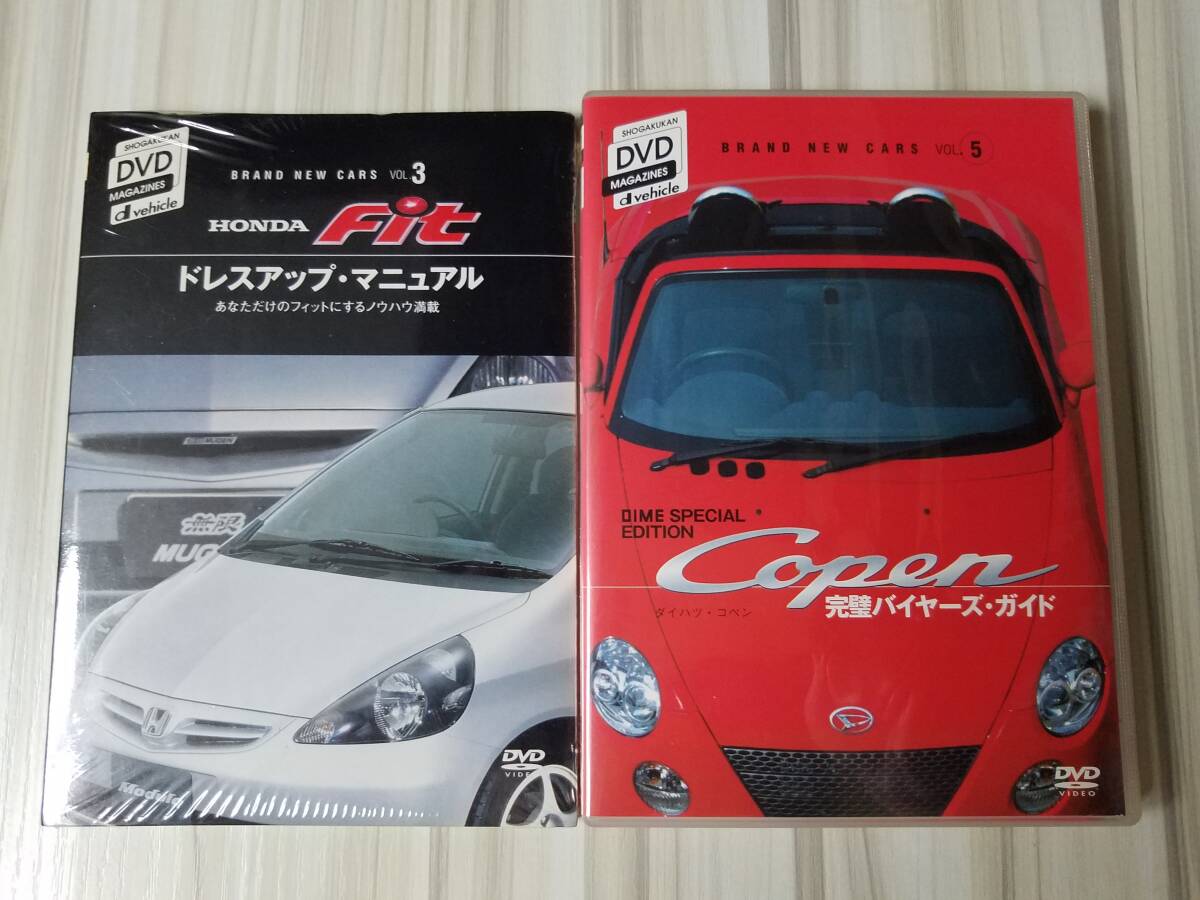 SHOGAKUKAN
DVD
MAGAZINES
d vehicle
BRAND NEW CARS VOL.3
HONDA Fit
ドレスアップ・マニュアル
あなただけのフィットにするノウハウ満載
MUGEN
無限
Modulo
DVD
VIDEO
SHOGAKUKAN
DVD
MAGAZINES
d vehicle
BRAND NEW CARS VOL.5
DIME SPECIAL
EDITION
Copen
ダイハツ・コペン
完璧バイヤーズ・ガイド
DVD
VIDEO